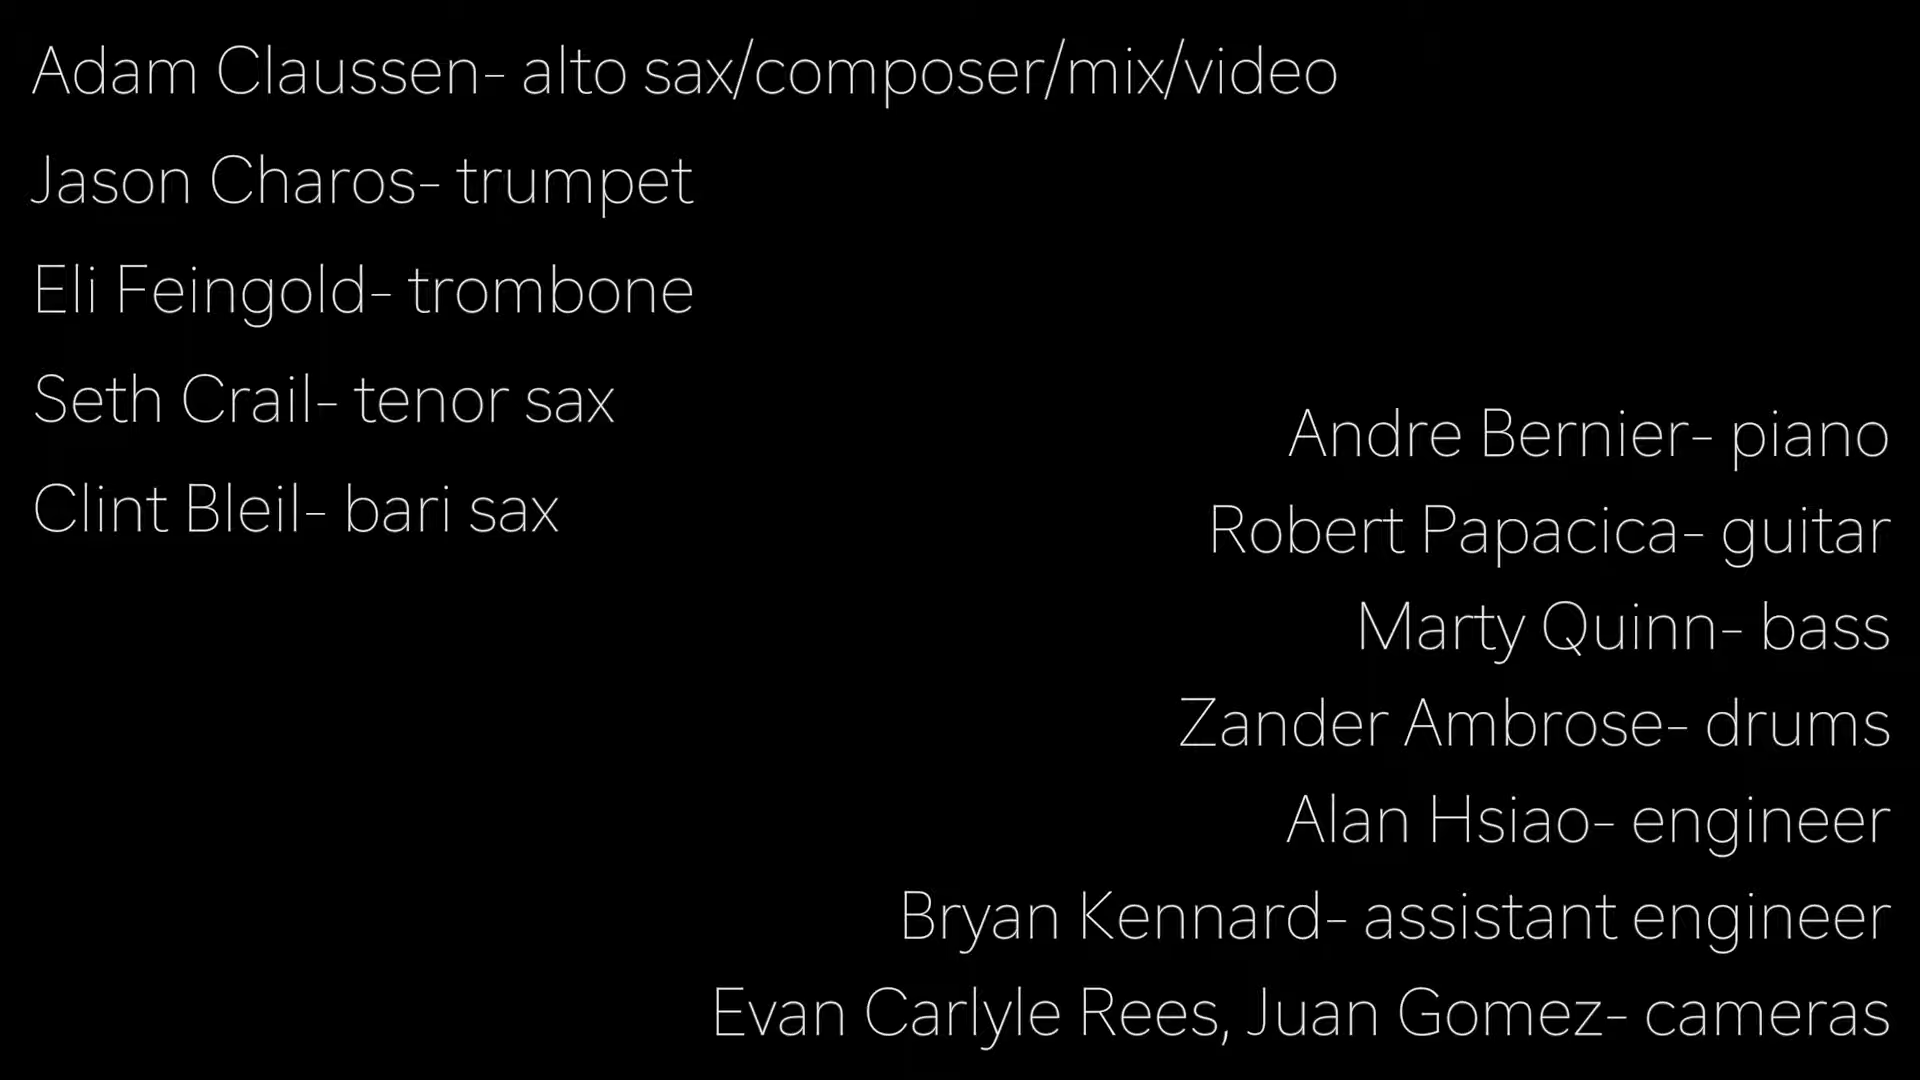 Adam Claussen- alto sax/composer/mix/video
Jason Charos- trumpet
Eli Feingold- trombone
Seth Crail- tenor sax
Clint Bleil- bari sax
Andre Bernier- piano
Robert Papacica- guitar
Marty Quinn- bass
Zander Ambrose- drums
Alan Hsiao- engineer
Bryan Kennard- assistant engineer
Evan Carlyle Rees, Juan Gomez- cameras